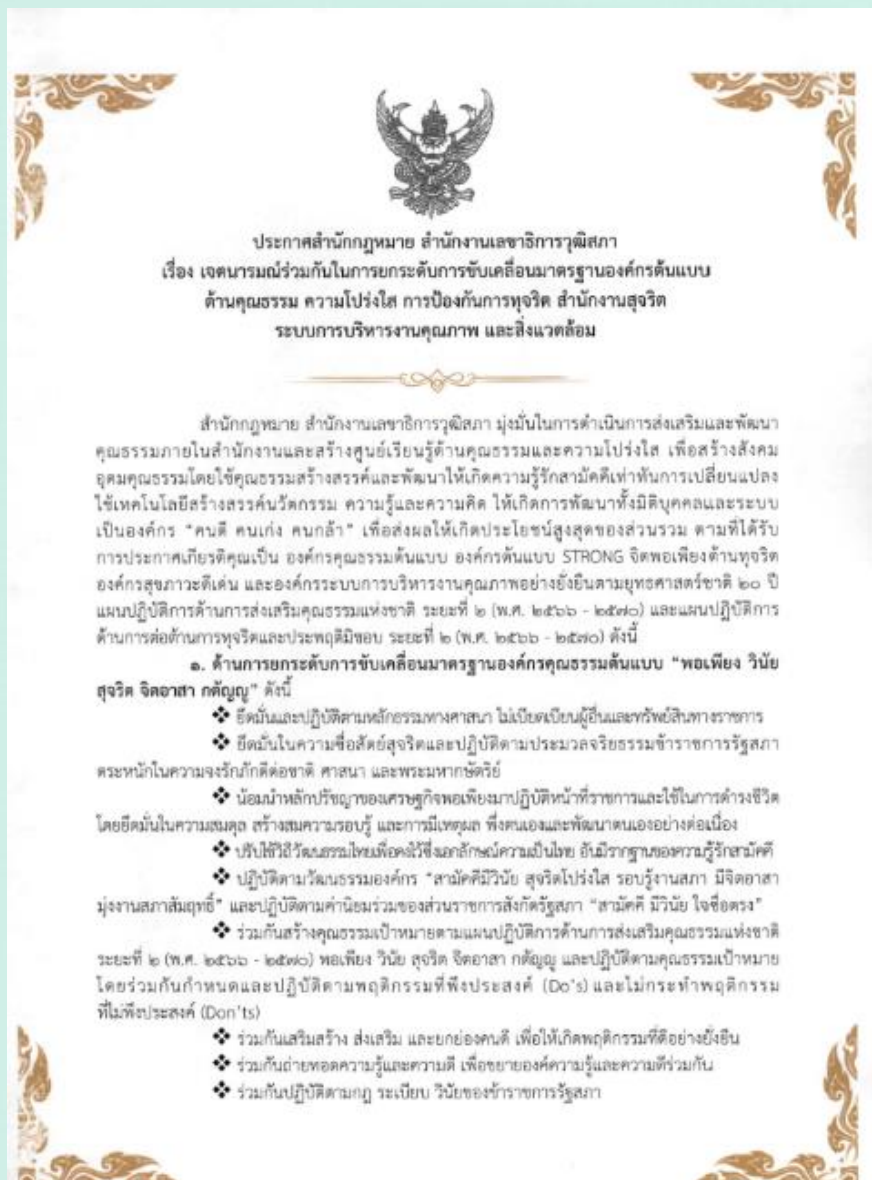 ประกาศสำนักกฎหมาย สำนักงานเลขาธิการวุฒิสภา
เรื่อง เจตนารมณ์ร่วมกันในการยกระดับการขับเคลื่อนมาตรฐานองค์กรต้นแบบ
ด้านคุณธรรม ความโปร่งใส การป้องกันการทุจริต สำนักงานสุจริต
ระบบการบริหารงานคุณภาพ และสิ่งแวดล้อม
สำนักกฎหมาย สำนักงานเลขาธิการวุฒิสภา มุ่งมั่นในการดำเนินการส่งเสริมและพัฒนา
คุณธรรมภายในสำนักงานและสร้างศูนย์เรียนรู้ด้านคุณธรรมและความโปร่งใส เพื่อสร้างสังคม
อุดมคุณธรรมโดยใช้คุณธรรมสร้างสรรค์และพัฒนาให้เกิดความรู้รักสามัคคีเท่าทันการเปลี่ยนแปลง
ใช้เทคโนโลยีสร้างสรรค์นวัตกรรม ความรู้และความคิด ให้เกิดการพัฒนาทั้งมิติบุคคลและระบบ
เป็นองค์กร "คนดี คนเก่ง คนกล้า" เพื่อส่งผลให้เกิดประโยชน์สูงสุดของส่วนรวม ตามที่ได้รับ
การประกาศเกียรติคุณเป็น องค์กรคุณธรรมต้นแบบ องค์กรต้นแบบ STRONG จิตพอเพียงต้านทุจริต
องค์กรสุขภาวะดีเด่น และองค์กรระบบการบริหารงานคุณภาพอย่างยั่งยืนตามยุทธศาสตร์ชาติ ๒๐ ปี
แผนปฏิบัติการด้านการส่งเสริมคุณธรรมแห่งชาติ ระยะที่ ๒ (พ.ศ. ๒๕๖๖ - ๒๕๗๐) และแผนปฏิบัติการ
ด้านการต่อต้านการทุจริตและประพฤติมิชอบ ระยะที่ ๒ (พ.ศ. ๒๕๖๖ - ๒๕๗๐) ดังนี้
๑. ด้านการยกระดับการขับเคลื่อนมาตรฐานองค์กรคุณธรรมต้นแบบ "พอเพียง วินัย
สุจริต จิตอาสา กตัญญู" ดังนี้
❖ ยึดมั่นและปฏิบัติตามหลักธรรมทางศาสนา ไม่เบียดเบียนผู้อื่นและทรัพย์สินทางราชการ
❖ ยึดมั่นในความซื่อสัตย์สุจริตและปฏิบัติตามประมวลจริยธรรมข้าราชการรัฐสภา
ตระหนักในความจงรักภักดีต่อชาติ ศาสนา และพระมหากษัตริย์
❖ น้อมนำหลักปรัชญาของเศรษฐกิจพอเพียงมาปฏิบัติหน้าที่ราชการและใช้ในการดำรงชีวิต
โดยยึดมั่นในความสมดุล สร้างสมความรอบรู้ และการมีเหตุผล พึ่งตนเองและพัฒนาตนเองอย่างต่อเนื่อง
❖ ปรับใช้วิถีวัฒนธรรมไทยเพื่อคงไว้ซึ่งเอกลักษณ์ความเป็นไทย อันมีรากฐานของความรู้รักสามัคคี
❖ ปฏิบัติตามวัฒนธรรมองค์กร "สามัคคีมีวินัย สุจริตโปร่งใส รอบรู้งานสภา มีจิตอาสา
มุ่งงานสภาสัมฤทธิ์" และปฏิบัติตามค่านิยมร่วมของส่วนราชการสังกัดรัฐสภา "สามัคคี มีวินัย ใจซื่อตรง"
❖ ร่วมกันสร้างคุณธรรมเป้าหมายตามแผนปฏิบัติการด้านการส่งเสริมคุณธรรมแห่งชาติ
ระยะที่ ๒ (พ.ศ. ๒๕๖๖ - ๒๕๗๐) พอเพียง วินัย สุจริต จิตอาสา กตัญญู และปฏิบัติตามคุณธรรมเป้าหมาย
โดยร่วมกันกำหนดและปฏิบัติตามพฤติกรรมที่พึงประสงค์ (Do's) และไม่กระทำพฤติกรรม
ที่ไม่พึงประสงค์ (Don'ts)
❖ ร่วมกันเสริมสร้าง ส่งเสริม และยกย่องคนดี เพื่อให้เกิดพฤติกรรมที่ดีอย่างยั่งยืน
❖ ร่วมกันถ่ายทอดความรู้และความดี เพื่อขยายองค์ความรู้และความดีร่วมกัน
❖ ร่วมกันปฏิบัติตามกฎ ระเบียบ วินัยของข้าราชการรัฐสภา